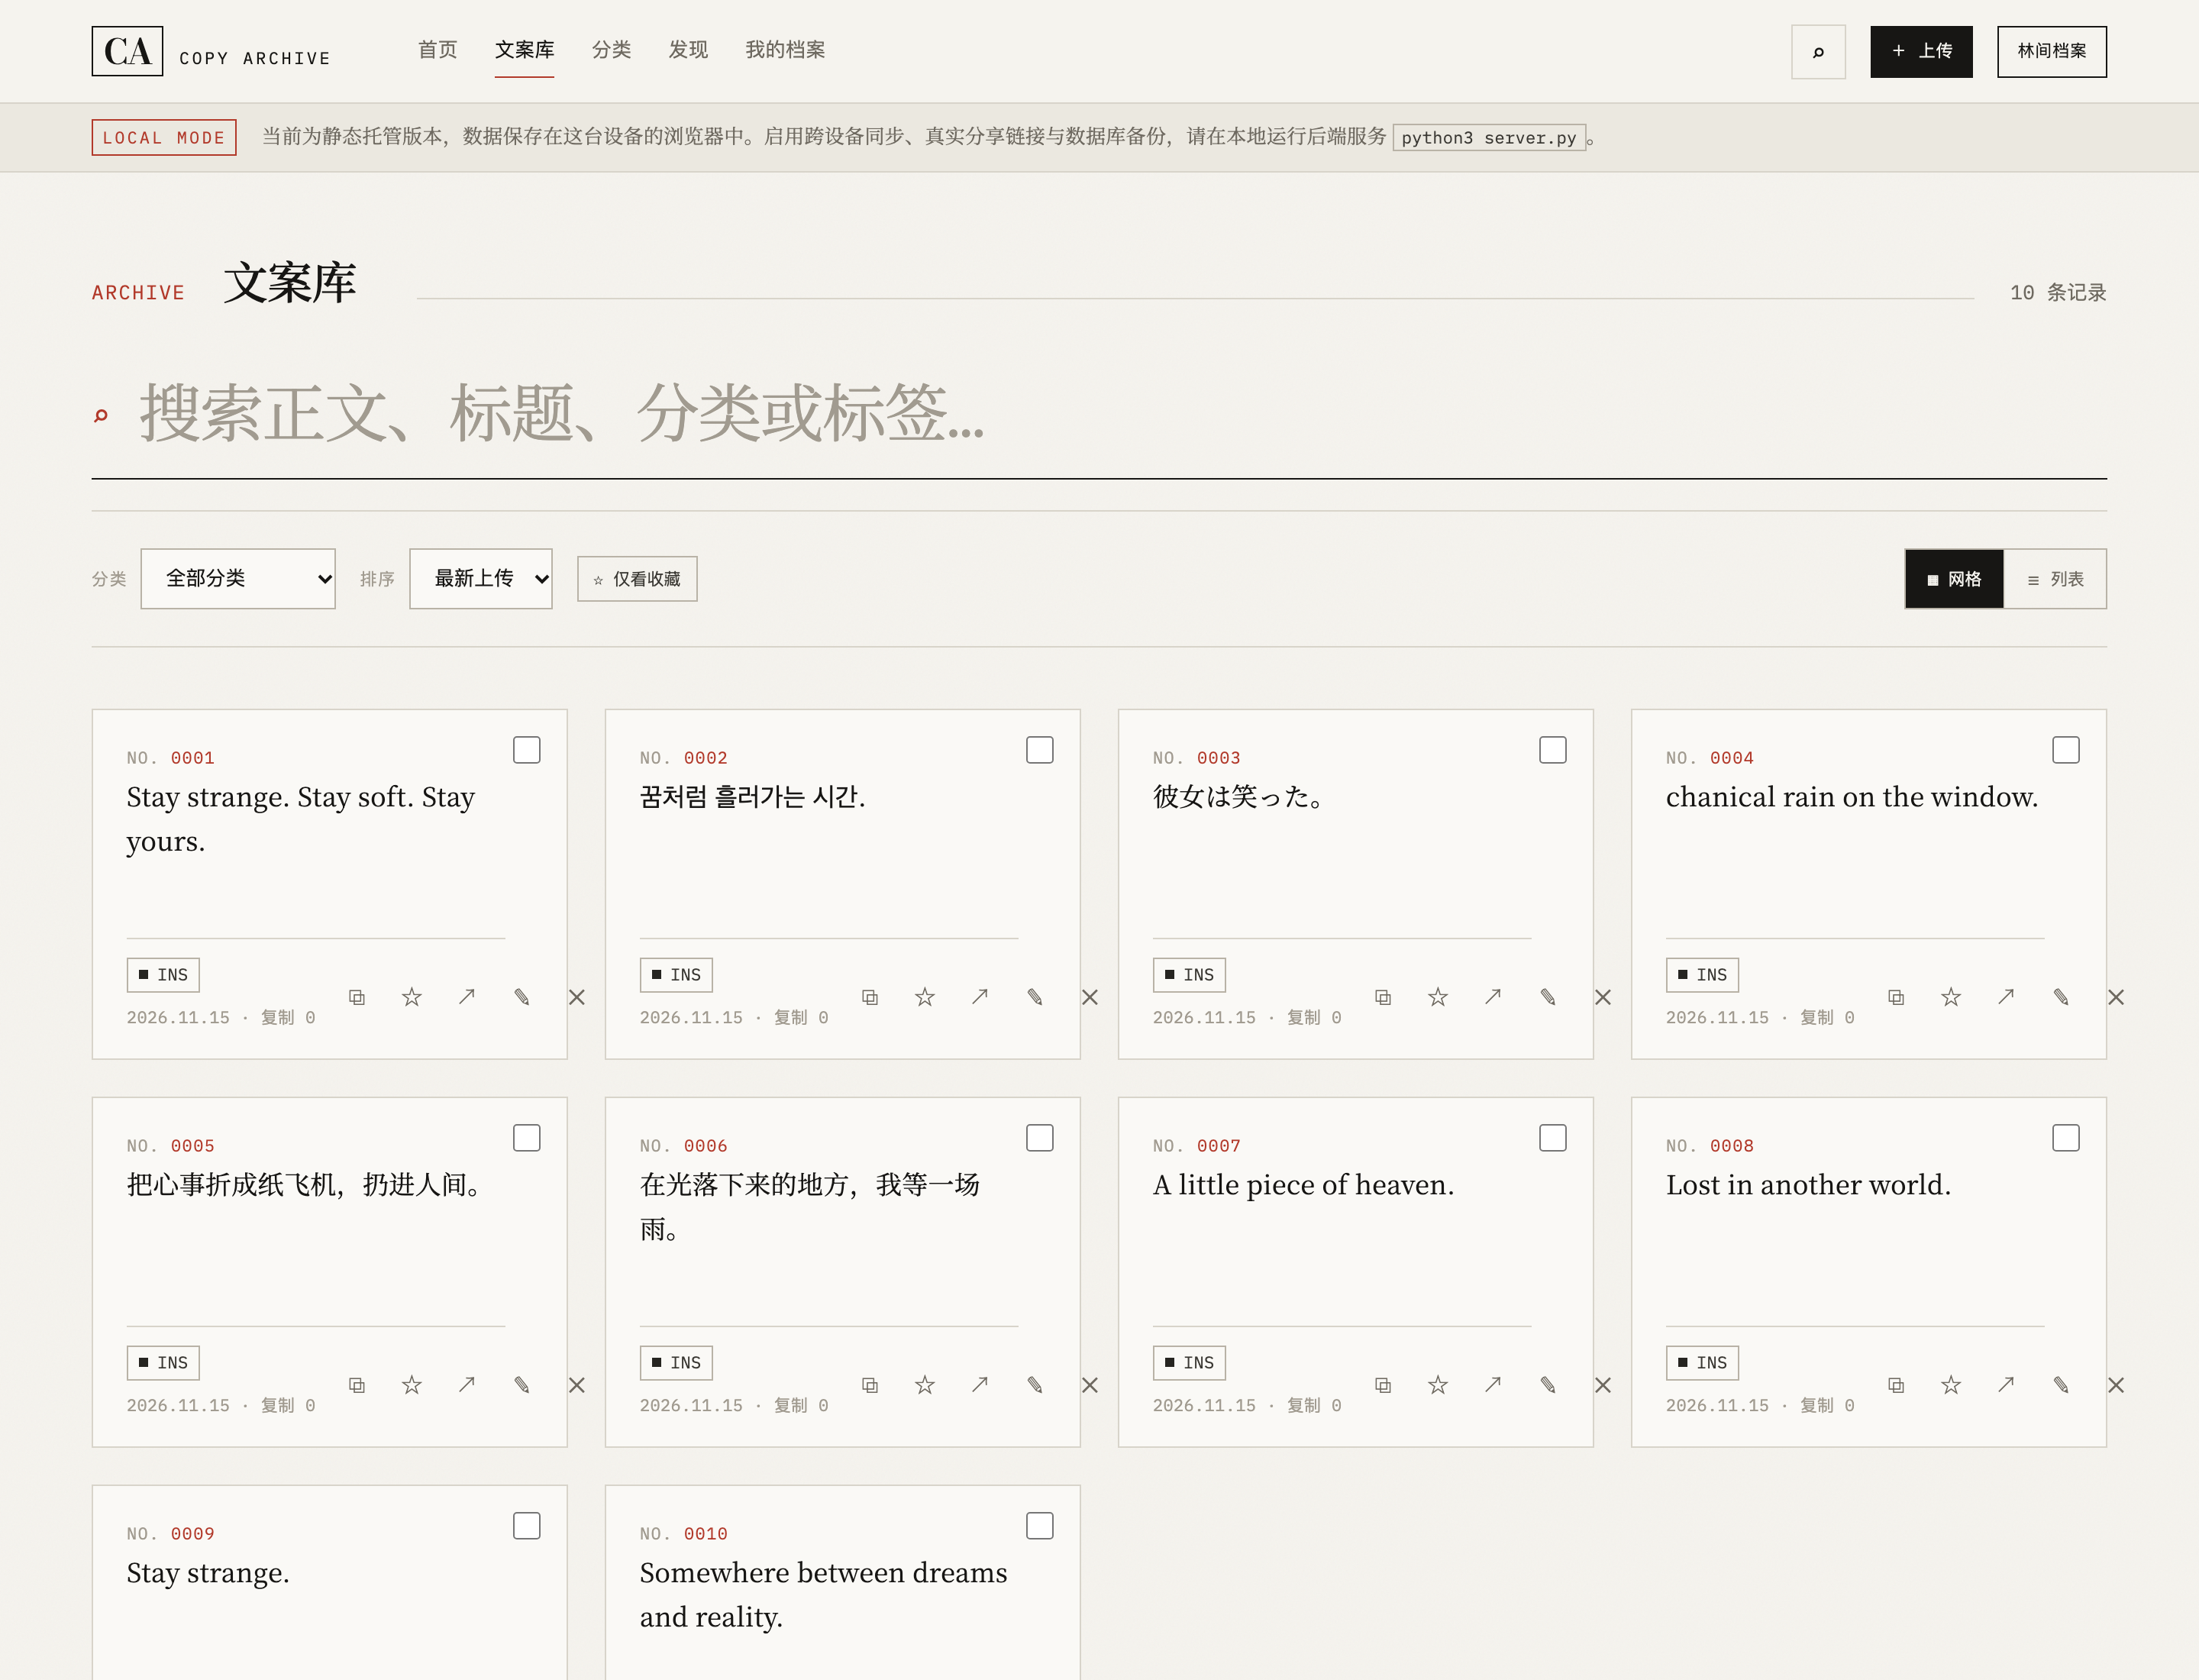 CA COPY ARCHIVE 首页 文案库 分类 发现 我的档案 + 上传 林间档案
LOCAL MODE 当前为静态托管版本，数据保存在这台设备的浏览器中。启用跨设备同步、真实分享链接与数据库备份，请在本地运行后端服务 python3 server.py 。
ARCHIVE 文案库 10 条记录
搜索正文、标题、分类或标签...
分类 全部分类 排序 最新上传 ☆ 仅看收藏 网格 列表
NO. 0001
Stay strange. Stay soft. Stay
yours.
INS
2026.11.15 · 复制 0
NO. 0002
꿈처럼 흘러가는 시간.
INS
2026.11.15 · 复制 0
NO. 0003
彼女は笑った。
INS
2026.11.15 · 复制 0
NO. 0004
chanical rain on the window.
INS
2026.11.15 · 复制 0
NO. 0005
把心事折成纸飞机，扔进人间。
INS
2026.11.15 · 复制 0
NO. 0006
在光落下来的地方，我等一场
雨。
INS
2026.11.15 · 复制 0
NO. 0007
A little piece of heaven.
INS
2026.11.15 · 复制 0
NO. 0008
Lost in another world.
INS
2026.11.15 · 复制 0
NO. 0009
Stay strange.
NO. 0010
Somewhere between dreams
and reality.